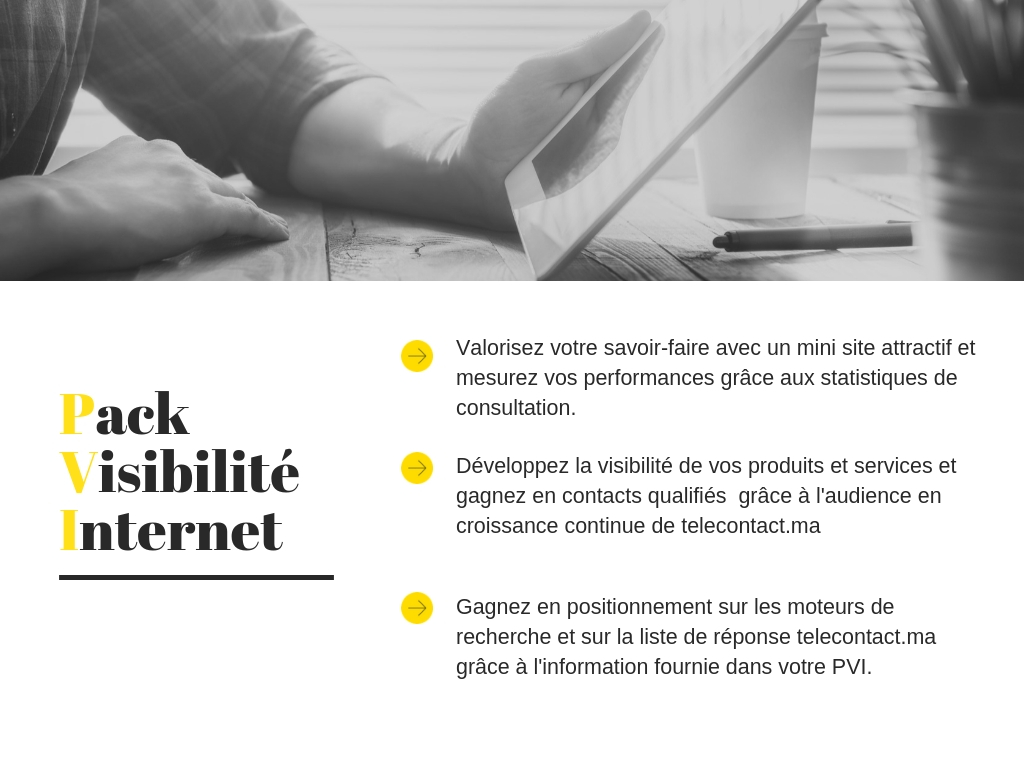 Pack
Visibilité
Internet
Valorisez votre savoir-faire avec un mini site attractif et
mesurez vos performances grâce aux statistiques de
consultation.
Développez la visibilité de vos produits et services et
gagnez en contacts qualifiés  grâce à l'audience en
croissance continue de telecontact.ma
Gagnez en positionnement sur les moteurs de
recherche et sur la liste de réponse telecontact.ma
grâce à l'information fournie dans votre PVI.